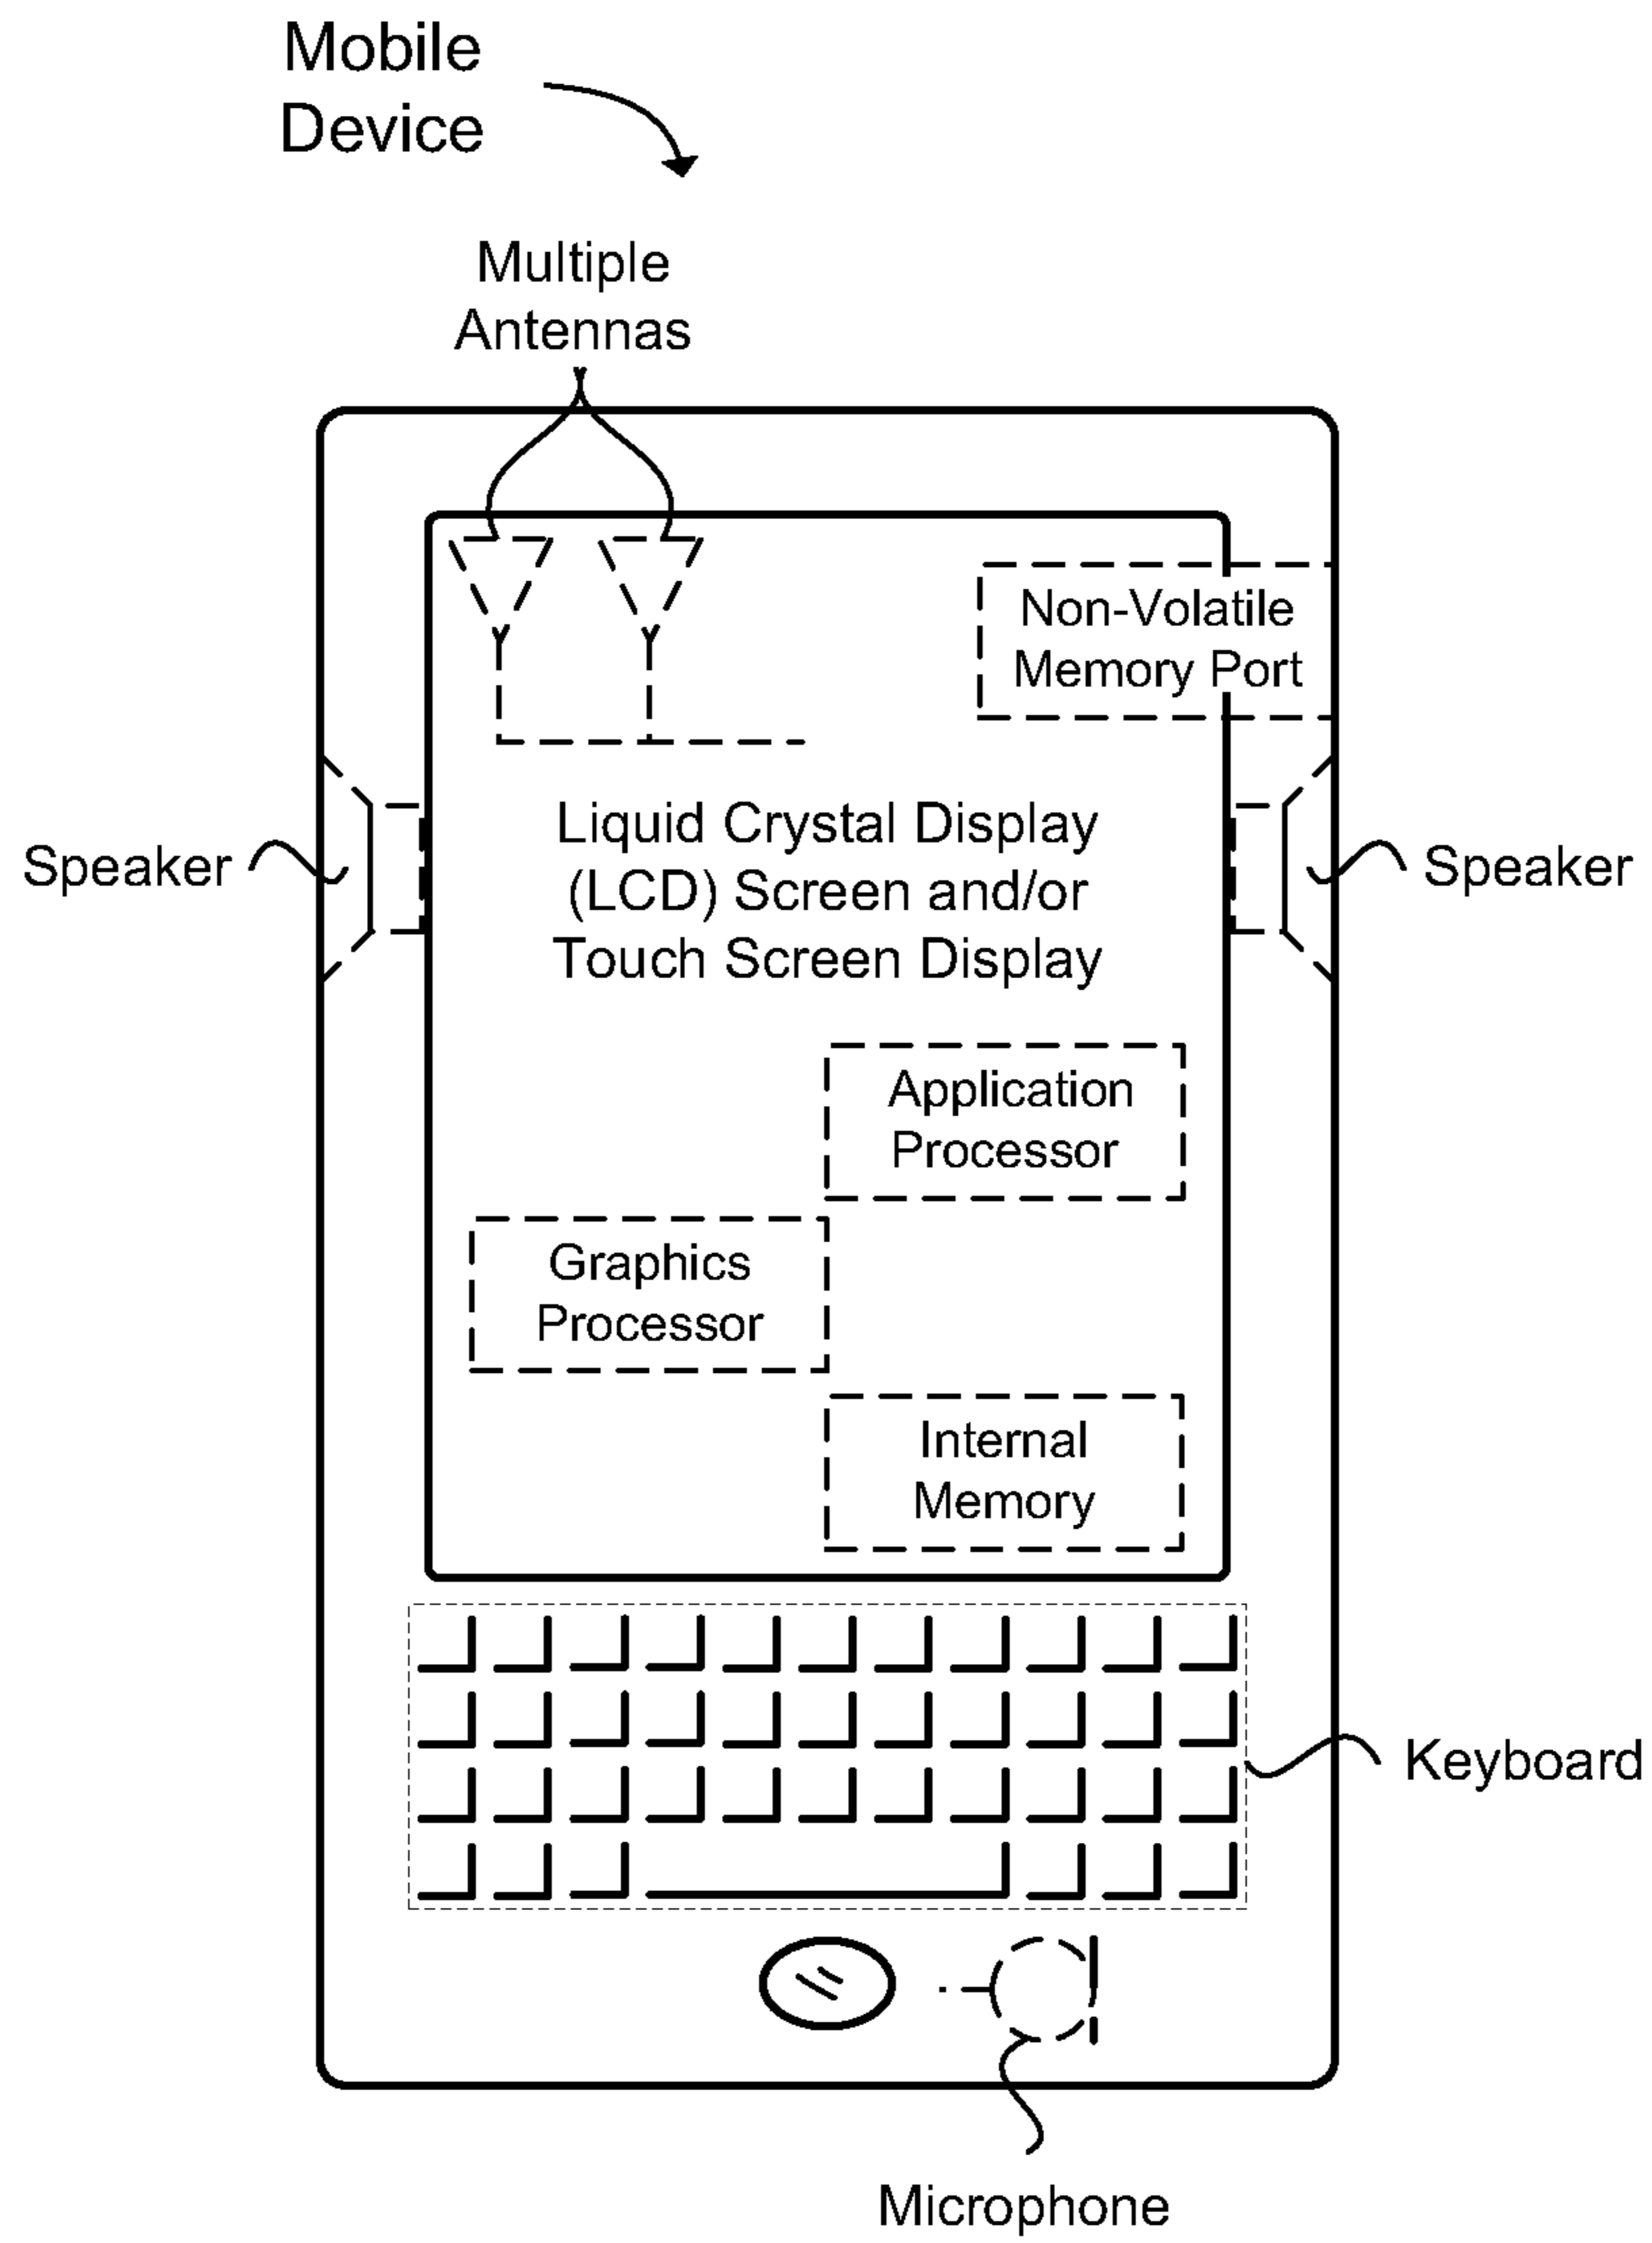 Mobile
Device
Multiple
Antennas
Non-Volatile
Memory Port
Speaker
Liquid Crystal Display
(LCD) Screen and/or
Touch Screen Display
Speaker
Application
Processor
Graphics
Processor
Internal
Memory
Keyboard
Microphone